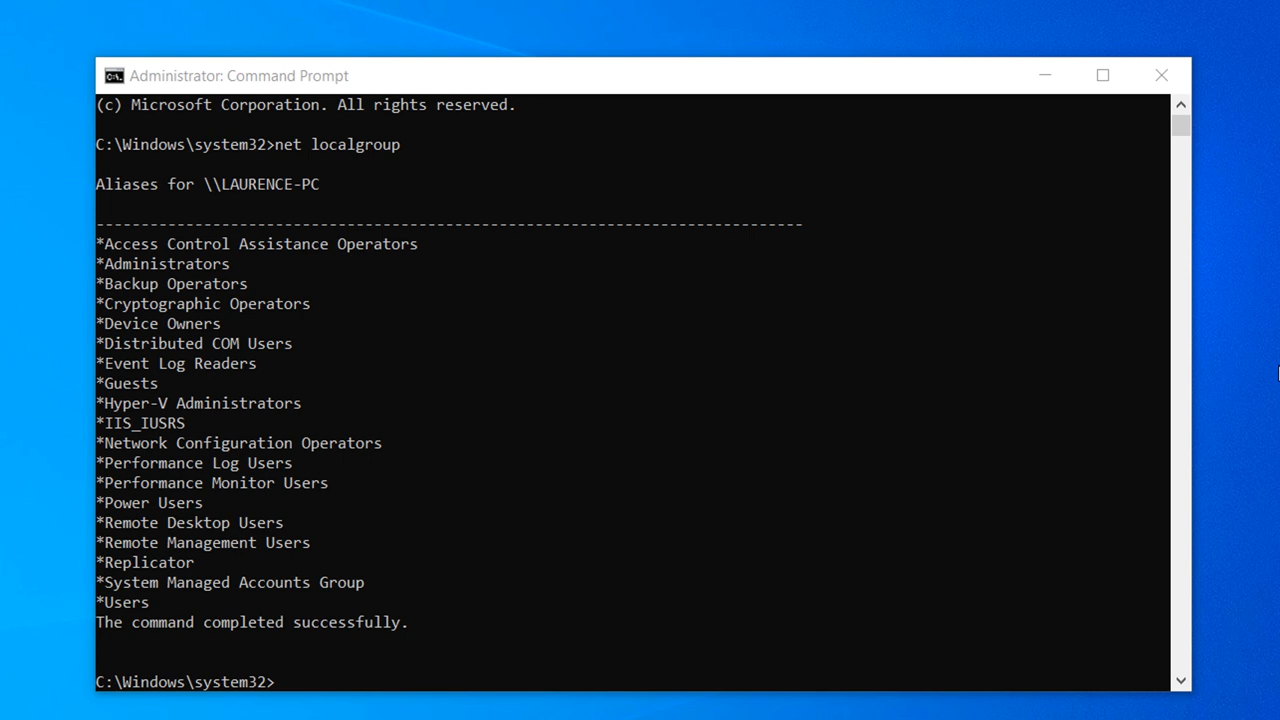 Administrator: Command Prompt
(c) Microsoft Corporation. All rights reserved.
C:\Windows\system32>net localgroup
Aliases for \\LAURENCE-PC
-------------------------------------------------------------------------------
*Access Control Assistance Operators
*Administrators
*Backup Operators
*Cryptographic Operators
*Device Owners
*Distributed COM Users
*Event Log Readers
*Guests
*Hyper-V Administrators
*IIS_IUSRS
*Network Configuration Operators
*Performance Log Users
*Performance Monitor Users
*Power Users
*Remote Desktop Users
*Remote Management Users
*Replicator
*System Managed Accounts Group
*Users
The command completed successfully.
C:\Windows\system32>